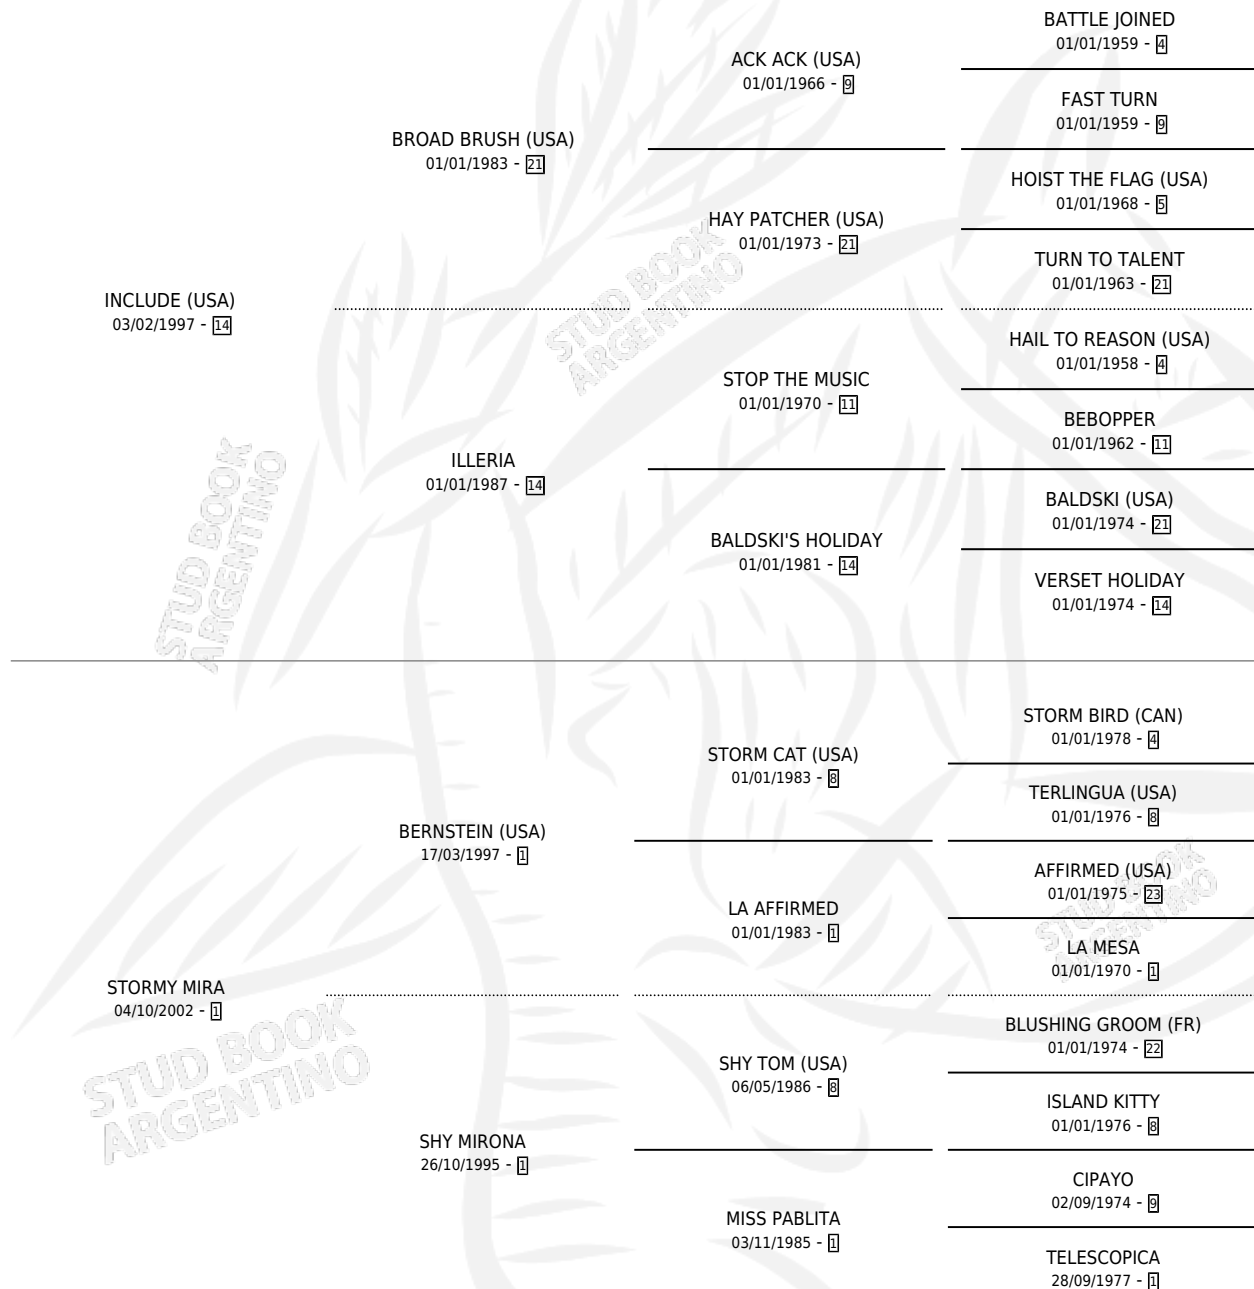 BATTLE JOINED
01/01/1959 - 4
ACK ACK (USA)
01/01/1966 - 9
FAST TURN
01/01/1959 - 9
BROAD BRUSH (USA)
01/01/1983 - 21
HOIST THE FLAG (USA)
01/01/1968 - 5
HAY PATCHER (USA)
01/01/1973 - 21
TURN TO TALENT
01/01/1963 - 21
INCLUDE (USA)
03/02/1997 - 14
HAIL TO REASON (USA)
01/01/1958 - 4
STOP THE MUSIC
01/01/1970 - 11
BEBOPPER
01/01/1962 - 11
ILLERIA
01/01/1987 - 14
BALDSKI (USA)
01/01/1974 - 21
BALDSKI'S HOLIDAY
01/01/1981 - 14
VERSET HOLIDAY
01/01/1974 - 14
STORM BIRD (CAN)
01/01/1978 - 4
STORM CAT (USA)
01/01/1983 - 8
TERLINGUA (USA)
01/01/1976 - 8
BERNSTEIN (USA)
17/03/1997 - 1
AFFIRMED (USA)
01/01/1975 - 23
LA AFFIRMED
01/01/1983 - 1
LA MESA
01/01/1970 - 1
STORMY MIRA
04/10/2002 - 1
BLUSHING GROOM (FR)
01/01/1974 - 22
SHY TOM (USA)
06/05/1986 - 8
ISLAND KITTY
01/01/1976 - 8
SHY MIRONA
26/10/1995 - 1
CIPAYO
02/09/1974 - 9
MISS PABLITA
03/11/1985 - 1
TELESCOPICA
28/09/1977 - 1
STUD BOOK
ARGENTINO
STUD BOOK
ARGENTINO
STUD BOOK
ARGENTINO
STUD BOOK
ARGENTINO